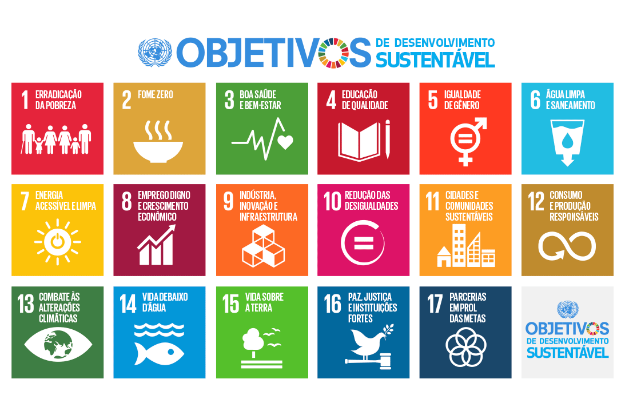 OBJETIVOS
DE DESENVOLVIMENTO
SUSTENTÁVEL
1 ERRADICAÇÃO
DA POBREZA
2 FOME ZERO
3 BOA SAÚDE
E BEM-ESTAR
4 EDUCAÇÃO
DE QUALIDADE
5 IGUALDADE
DE GÊNERO
6 ÁGUA LIMPA
E SANEAMENTO
7 ENERGIA
ACESSÍVEL E LIMPA
8 EMPREGO DIGNO
E CRESCIMENTO
ECONÔMICO
9 INDÚSTRIA,
INOVAÇÃO E
INFRAESTRUTURA
10 REDUÇÃO DAS
DESIGUALDADES
11 CIDADES E
COMUNIDADES
SUSTENTÁVEIS
12 CONSUMO
E PRODUÇÃO
RESPONSÁVEIS
13 COMBATE ÀS
ALTERAÇÕES
CLIMÁTICAS
14 VIDA DEBAIXO
D'ÁGUA
15 VIDA SOBRE
A TERRA
16 PAZ, JUSTIÇA
E INSTITUIÇÕES
FORTES
17 PARCERIAS
EM PROL
DAS METAS
OBJETIVOS
DE DESENVOLVIMENTO
SUSTENTÁVEL